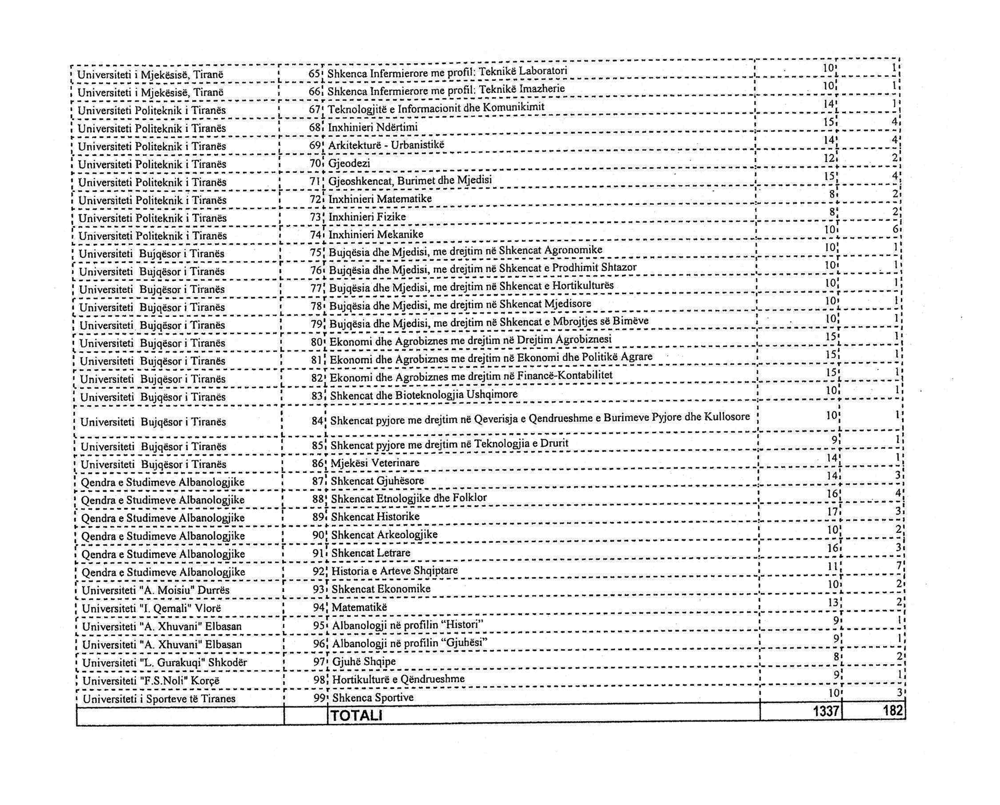 Universiteti i Mjekësisë, Tiranë 65 Shkenca Infermierore me profil: Teknikë Laboratori 10 1
Universiteti i Mjekësisë, Tiranë 66 Shkenca Infermierore me profil: Teknikë Imazherie 10 1
Universiteti Politeknik i Tiranës 67 Teknologjitë e Informacionit dhe Komunikimit 14 1
Universiteti Politeknik i Tiranës 68 Inxhinieri Ndërtimi 15 4
Universiteti Politeknik i Tiranës 69 Arkitekturë - Urbanistikë 14 4
Universiteti Politeknik i Tiranës 70 Gjeodezi 12 2
Universiteti Politeknik i Tiranës 71 Gjeoshkencat, Burimet dhe Mjedisi 15 4
Universiteti Politeknik i Tiranës 72 Inxhinieri Matematike 8 2
Universiteti Politeknik i Tiranës 73 Inxhinieri Fizike 8 2
Universiteti Politeknik i Tiranës 74 Inxhinieri Mekanike 10 6
Universiteti Bujqësor i Tiranës 75 Bujqësia dhe Mjedisi, me drejtim në Shkencat Agronomike 10 1
Universiteti Bujqësor i Tiranës 76 Bujqësia dhe Mjedisi, me drejtim në Shkencat e Prodhimit Shtazor 10 1
Universiteti Bujqësor i Tiranës 77 Bujqësia dhe Mjedisi, me drejtim në Shkencat e Hortikulturës 10 1
Universiteti Bujqësor i Tiranës 78 Bujqësia dhe Mjedisi, me drejtim në Shkencat Mjedisore 10 1
Universiteti Bujqësor i Tiranës 79 Bujqësia dhe Mjedisi, me drejtim në Shkencat e Mbrojtjes së Bimëve 10 1
Universiteti Bujqësor i Tiranës 80 Ekonomi dhe Agrobiznes me drejtim në Drejtim Agrobiznesi 15 1
Universiteti Bujqësor i Tiranës 81 Ekonomi dhe Agrobiznes me drejtim në Ekonomi dhe Politikë Agrare 15 1
Universiteti Bujqësor i Tiranës 82 Ekonomi dhe Agrobiznes me drejtim në Financë-Kontabilitet 15 1
Universiteti Bujqësor i Tiranës 83 Shkencat dhe Bioteknologjia Ushqimore 10 1
Universiteti Bujqësor i Tiranës 84 Shkencat pyjore me drejtim në Qeverisja e Qendrueshme e Burimeve Pyjore dhe Kullosore 10 1
Universiteti Bujqësor i Tiranës 85 Shkencat pyjore me drejtim në Teknologjia e Drurit 9 1
Universiteti Bujqësor i Tiranës 86 Mjekësi Veterinare 14 1
Qendra e Studimeve Albanologjike 87 Shkencat Gjuhësore 14 3
Qendra e Studimeve Albanologjike 88 Shkencat Etnologjike dhe Folklor 16 4
Qendra e Studimeve Albanologjike 89 Shkencat Historike 17 3
Qendra e Studimeve Albanologjike 90 Shkencat Arkeologjike 10 2
Qendra e Studimeve Albanologjike 91 Shkencat Letrare 16 3
Qendra e Studimeve Albanologjike 92 Historia e Arteve Shqiptare 11 7
Universiteti "A. Moisiu" Durrës 93 Shkencat Ekonomike 10 2
Universiteti "I. Qemali" Vlorë 94 Matematikë 13 2
Universiteti "A. Xhuvani" Elbasan 95 Albanologji në profilin “Histori” 9 1
Universiteti "A. Xhuvani" Elbasan 96 Albanologji në profilin “Gjuhësi” 9 1
Universiteti "L. Gurakuqi" Shkodër 97 Gjuhë Shqipe 8 2
Universiteti "F.S.Noli" Korçë 98 Hortikulturë e Qëndrueshme 9 1
Universiteti i Sporteve të Tiranes 99 Shkenca Sportive 10 3
TOTALI 1337 182